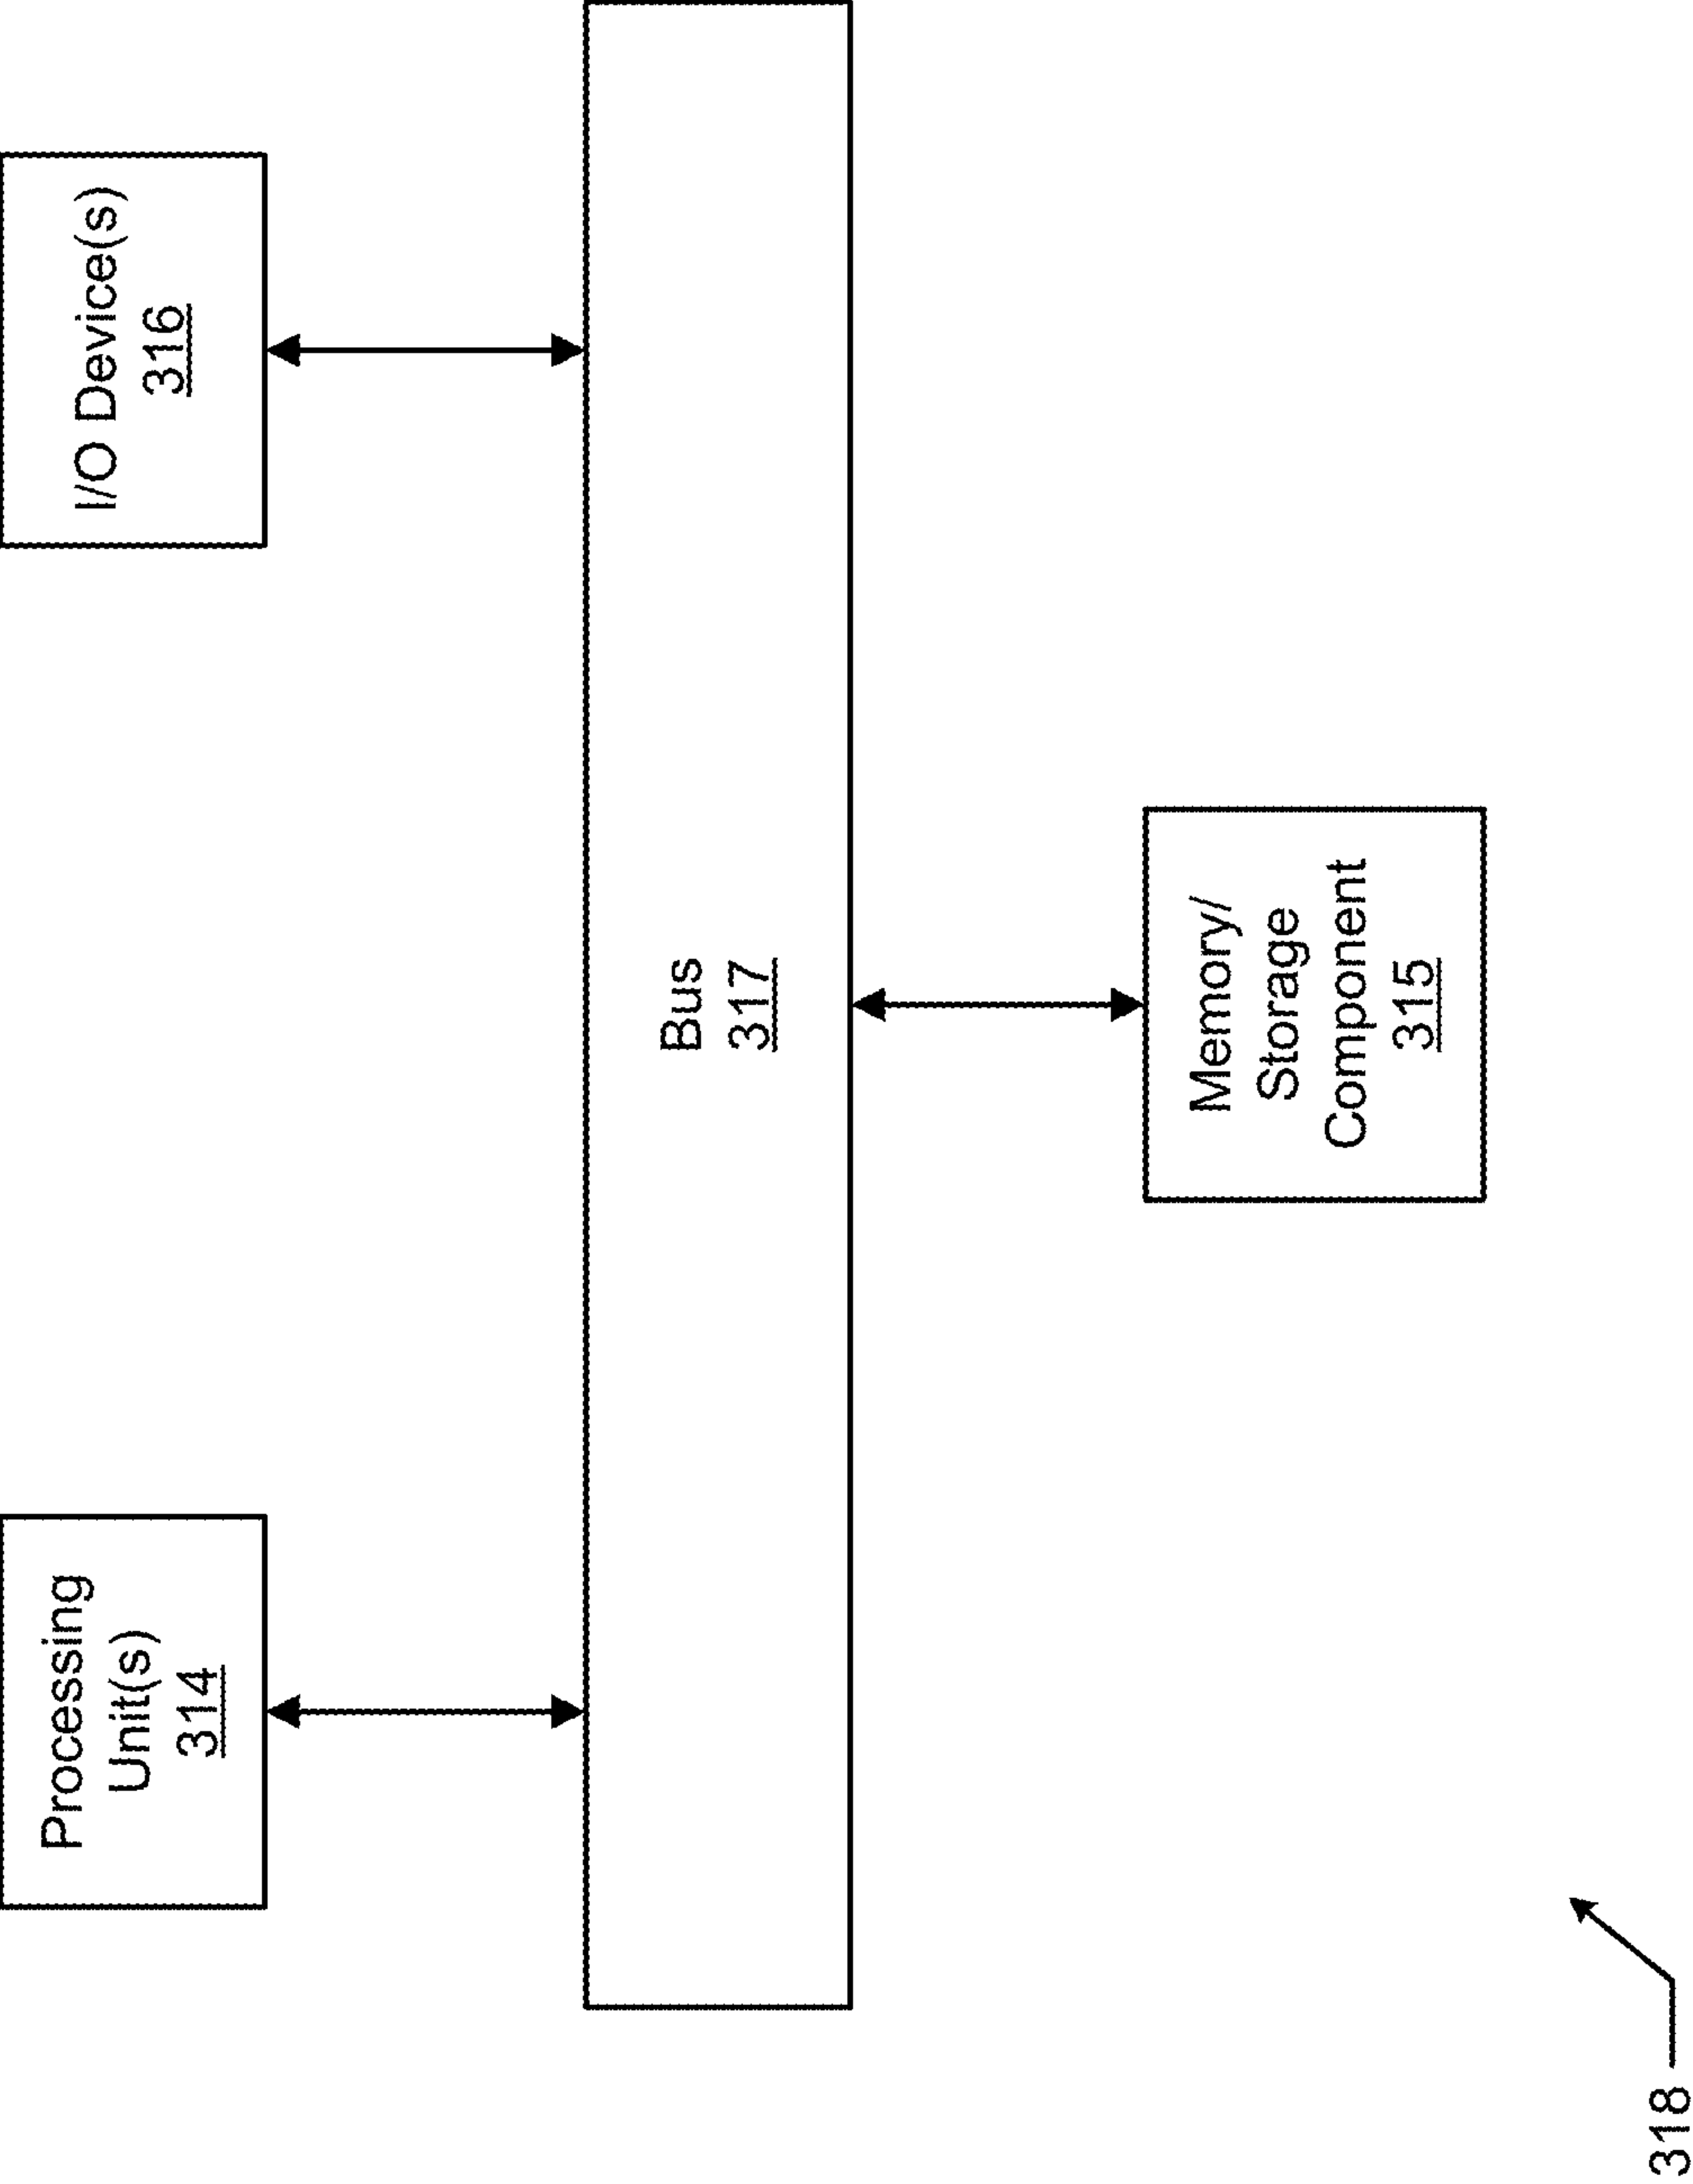 Processing
Unit(s)
314
I/O Device(s)
316
Bus
317
Memory/
Storage
Component
315
318